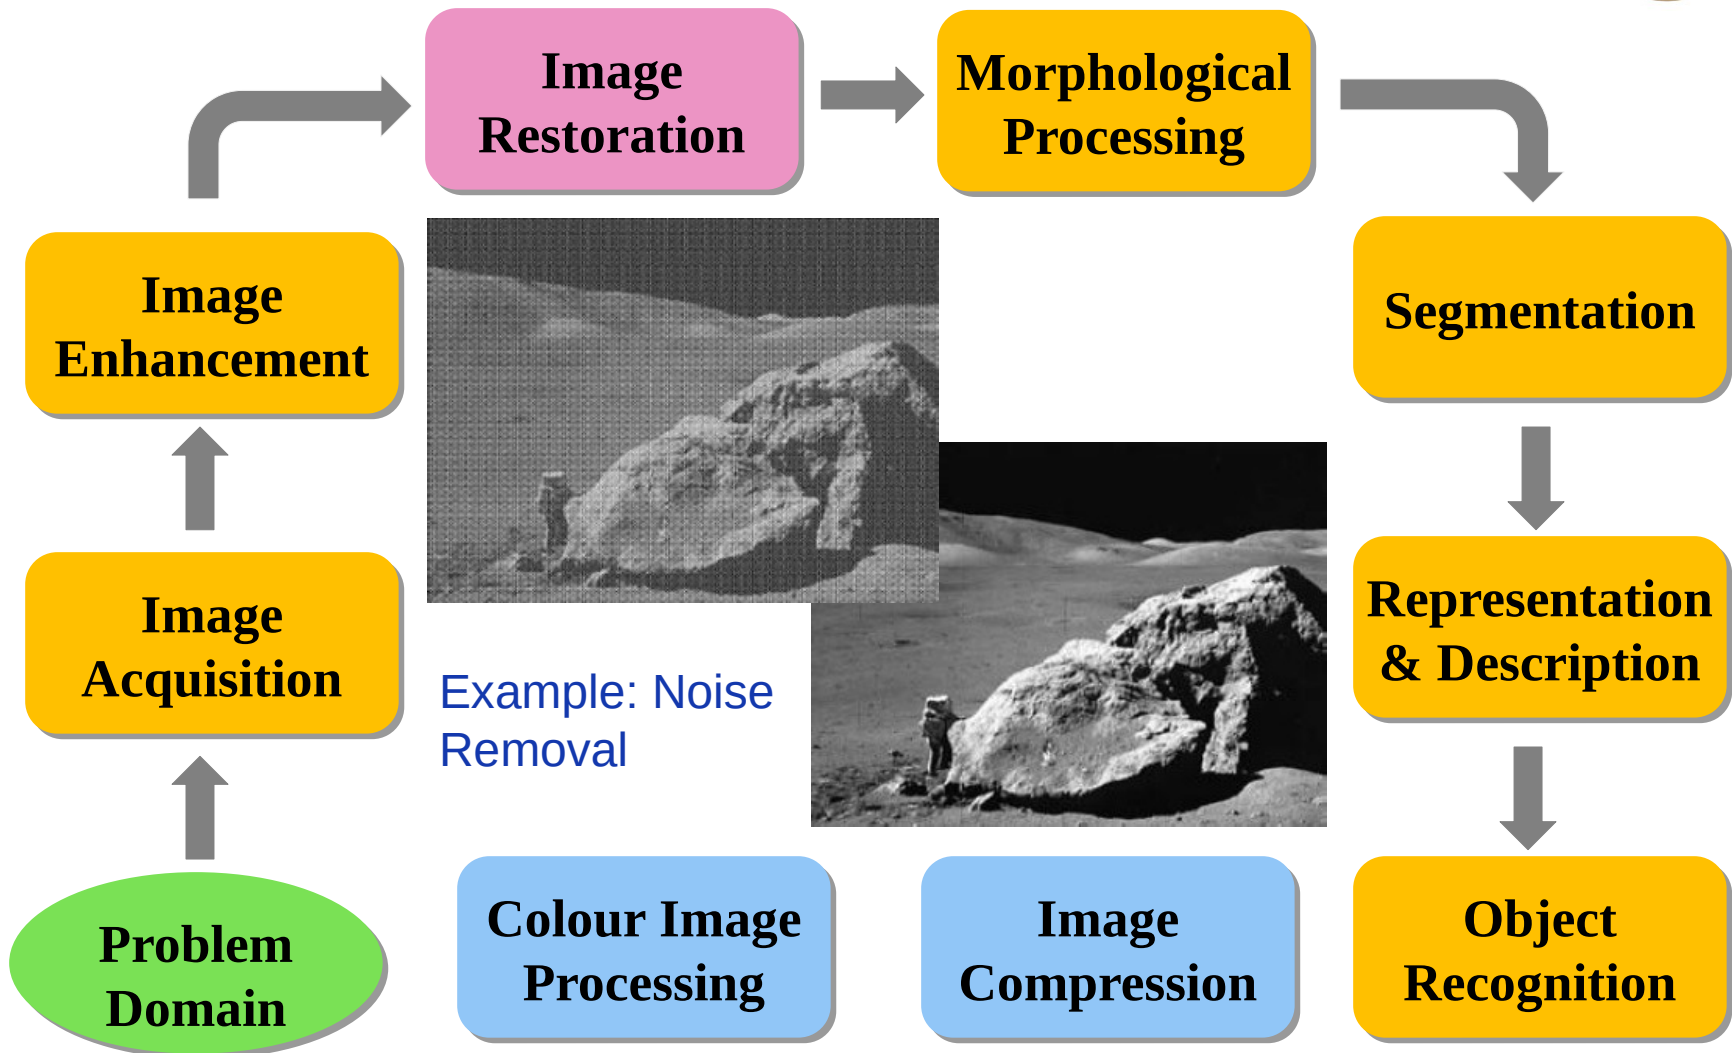 Image
Restoration
Morphological
Processing
Image
Enhancement
Segmentation
Image
Acquisition
Representation
& Description
Example: Noise
Removal
Problem
Domain
Colour Image
Processing
Image
Compression
Object
Recognition